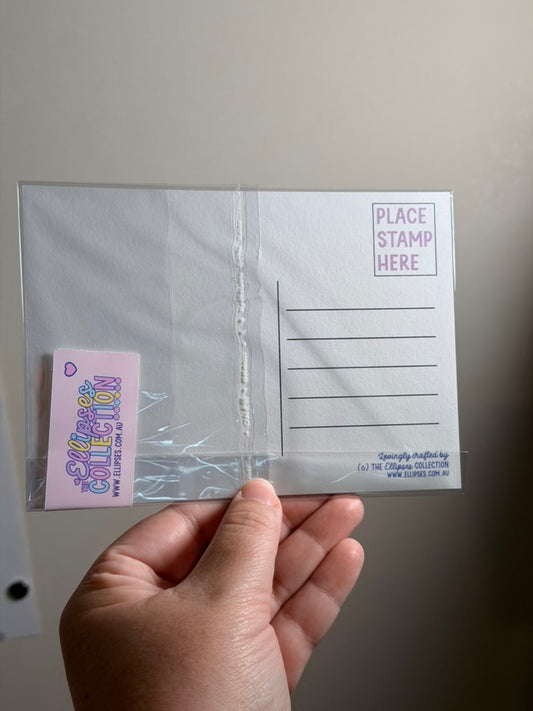 PLACE
STAMP
HERE
Lovingly crafted by
(c) THE Ellipses COLLECTION
WWW.ELLIPSES.COM.AU
THE Ellipses
COLLECTION
WWW.ELLIPSES.COM.AU